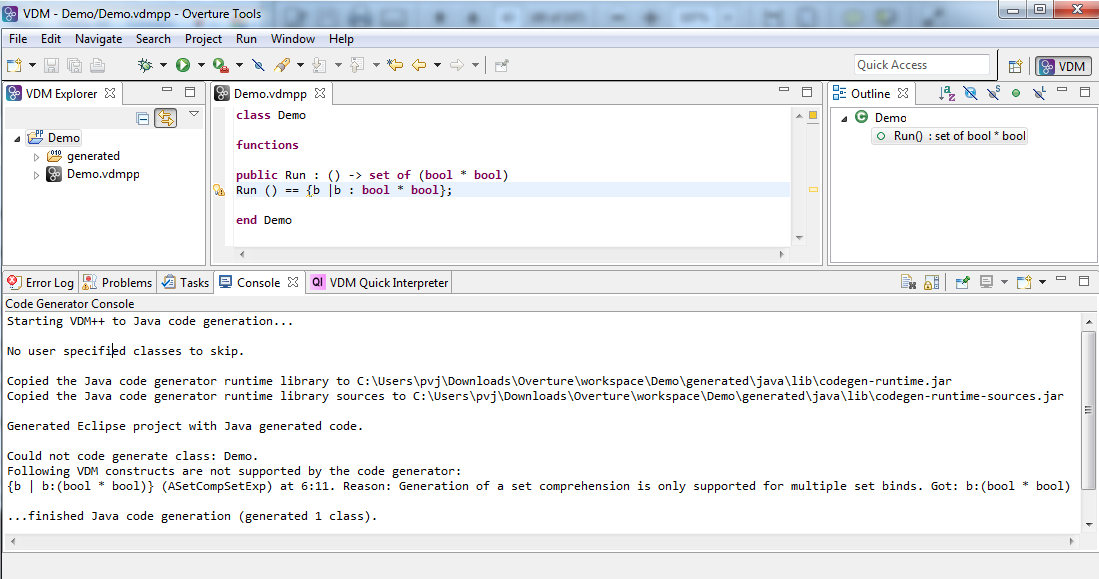 VDM - Demo/Demo.vdmpp - Overture Tools
File Edit Navigate Search Project Run Window Help
Quick Access
VDM
VDM Explorer
Demo
generated
Demo.vdmpp
Demo.vdmpp
class Demo
functions
public Run : () -> set of (bool * bool)
Run () == {b |b : bool * bool};
end Demo
Outline
Demo
Run() : set of bool * bool
Error Log Problems Tasks Console VDM Quick Interpreter
Code Generator Console
Starting VDM++ to Java code generation...
No user specified classes to skip.
Copied the Java code generator runtime library to C:\Users\pvj\Downloads\Overture\workspace\Demo\generated\java\lib\codegen-runtime.jar
Copied the Java code generator runtime library sources to C:\Users\pvj\Downloads\Overture\workspace\Demo\generated\java\lib\codegen-runtime-sources.jar
Generated Eclipse project with Java generated code.
Could not code generate class: Demo.
Following VDM constructs are not supported by the code generator:
{b | b:(bool * bool)} (ASetCompSetExp) at 6:11. Reason: Generation of a set comprehension is only supported for multiple set binds. Got: b:(bool * bool)
...finished Java code generation (generated 1 class).